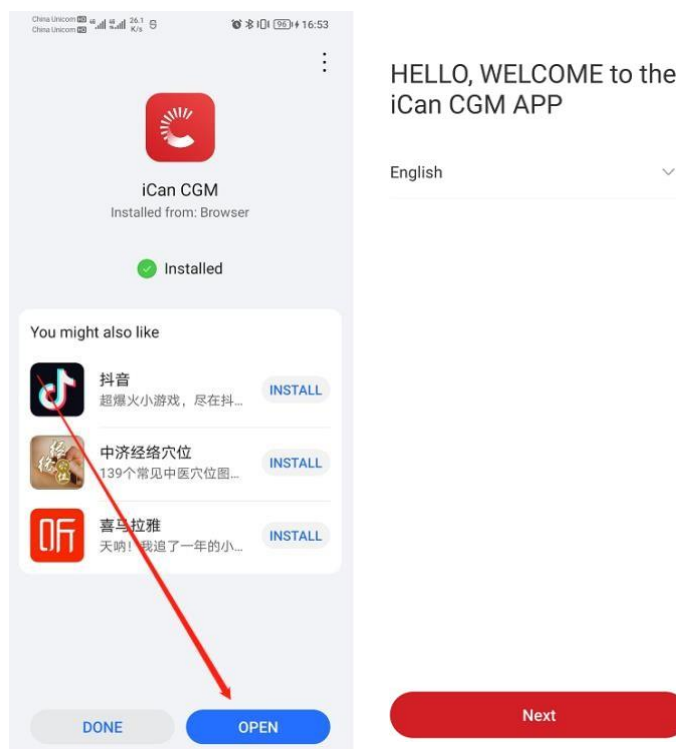 China Unicom HD
China Unicom HD
26.1
K/s
96
16:53
iCan CGM
Installed from: Browser
Installed
You might also like
抖音
超爆火小游戏，尽在抖...
INSTALL
中济经络穴位
139个常见中医穴位图...
INSTALL
听
喜马拉雅
天呐！我追了一年的小...
INSTALL
DONE
OPEN
HELLO, WELCOME to the
iCan CGM APP
English
Next